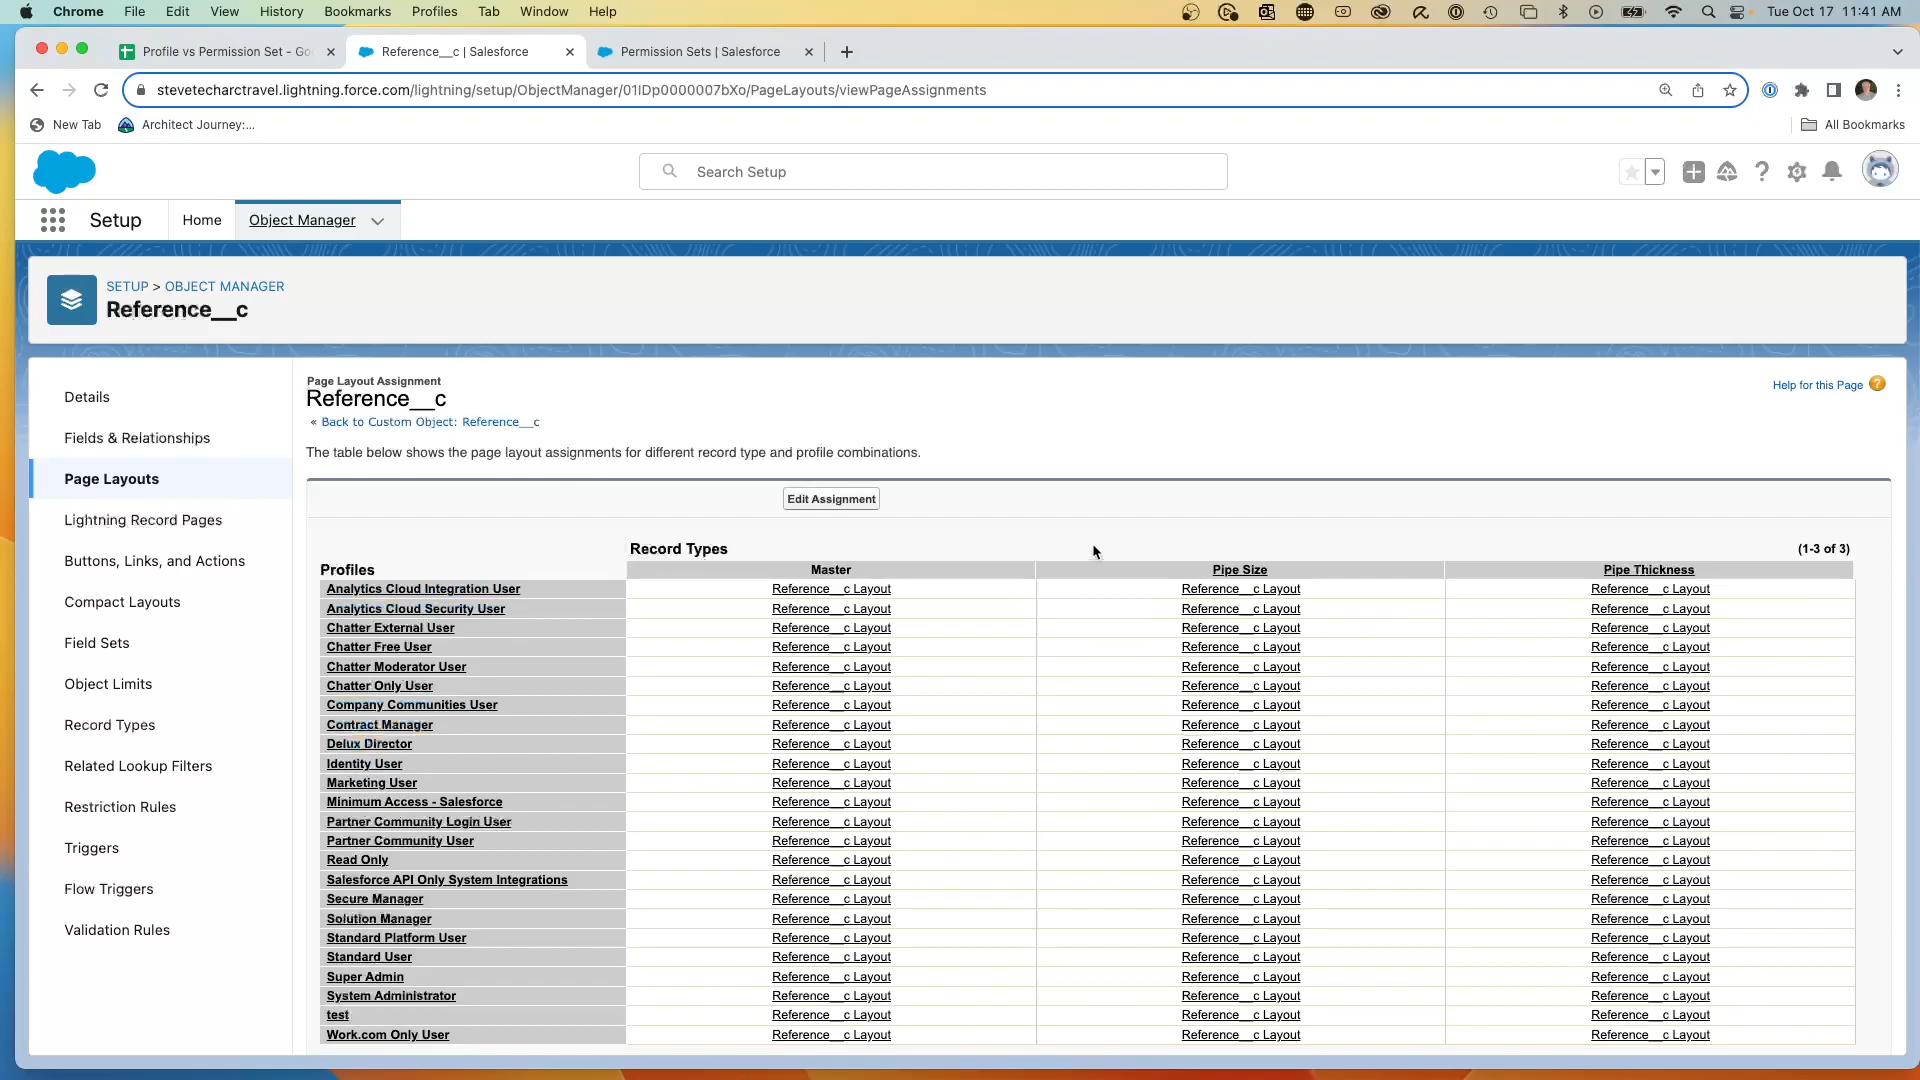 Chrome File Edit View History Bookmarks Profiles Tab Window Help Tue Oct 17 11:41 AM
Profile vs Permission Set - Go Reference__c | Salesforce Permission Sets | Salesforce
stevetecharctravel.lightning.force.com/lightning/setup/ObjectManager/01IDp0000007bXo/PageLayouts/viewPageAssignments
New Tab Architect Journey:... All Bookmarks
Search Setup
Setup Home Object Manager
SETUP > OBJECT MANAGER
Reference__c
Details
Fields & Relationships
Page Layouts
Lightning Record Pages
Buttons, Links, and Actions
Compact Layouts
Field Sets
Object Limits
Record Types
Related Lookup Filters
Restriction Rules
Triggers
Flow Triggers
Validation Rules
Page Layout Assignment
Reference__c
Help for this Page ?
« Back to Custom Object: Reference__c
The table below shows the page layout assignments for different record type and profile combinations.
Edit Assignment
Record Types (1-3 of 3)
Profiles Master Pipe Size Pipe Thickness
Analytics Cloud Integration User Reference__c Layout Reference__c Layout Reference__c Layout
Analytics Cloud Security User Reference__c Layout Reference__c Layout Reference__c Layout
Chatter External User Reference__c Layout Reference__c Layout Reference__c Layout
Chatter Free User Reference__c Layout Reference__c Layout Reference__c Layout
Chatter Moderator User Reference__c Layout Reference__c Layout Reference__c Layout
Chatter Only User Reference__c Layout Reference__c Layout Reference__c Layout
Company Communities User Reference__c Layout Reference__c Layout Reference__c Layout
Contract Manager Reference__c Layout Reference__c Layout Reference__c Layout
Delux Director Reference__c Layout Reference__c Layout Reference__c Layout
Identity User Reference__c Layout Reference__c Layout Reference__c Layout
Marketing User Reference__c Layout Reference__c Layout Reference__c Layout
Minimum Access - Salesforce Reference__c Layout Reference__c Layout Reference__c Layout
Partner Community Login User Reference__c Layout Reference__c Layout Reference__c Layout
Partner Community User Reference__c Layout Reference__c Layout Reference__c Layout
Read Only Reference__c Layout Reference__c Layout Reference__c Layout
Salesforce API Only System Integrations Reference__c Layout Reference__c Layout Reference__c Layout
Secure Manager Reference__c Layout Reference__c Layout Reference__c Layout
Solution Manager Reference__c Layout Reference__c Layout Reference__c Layout
Standard Platform User Reference__c Layout Reference__c Layout Reference__c Layout
Standard User Reference__c Layout Reference__c Layout Reference__c Layout
Super Admin Reference__c Layout Reference__c Layout Reference__c Layout
System Administrator Reference__c Layout Reference__c Layout Reference__c Layout
test Reference__c Layout Reference__c Layout Reference__c Layout
Work.com Only User Reference__c Layout Reference__c Layout Reference__c Layout